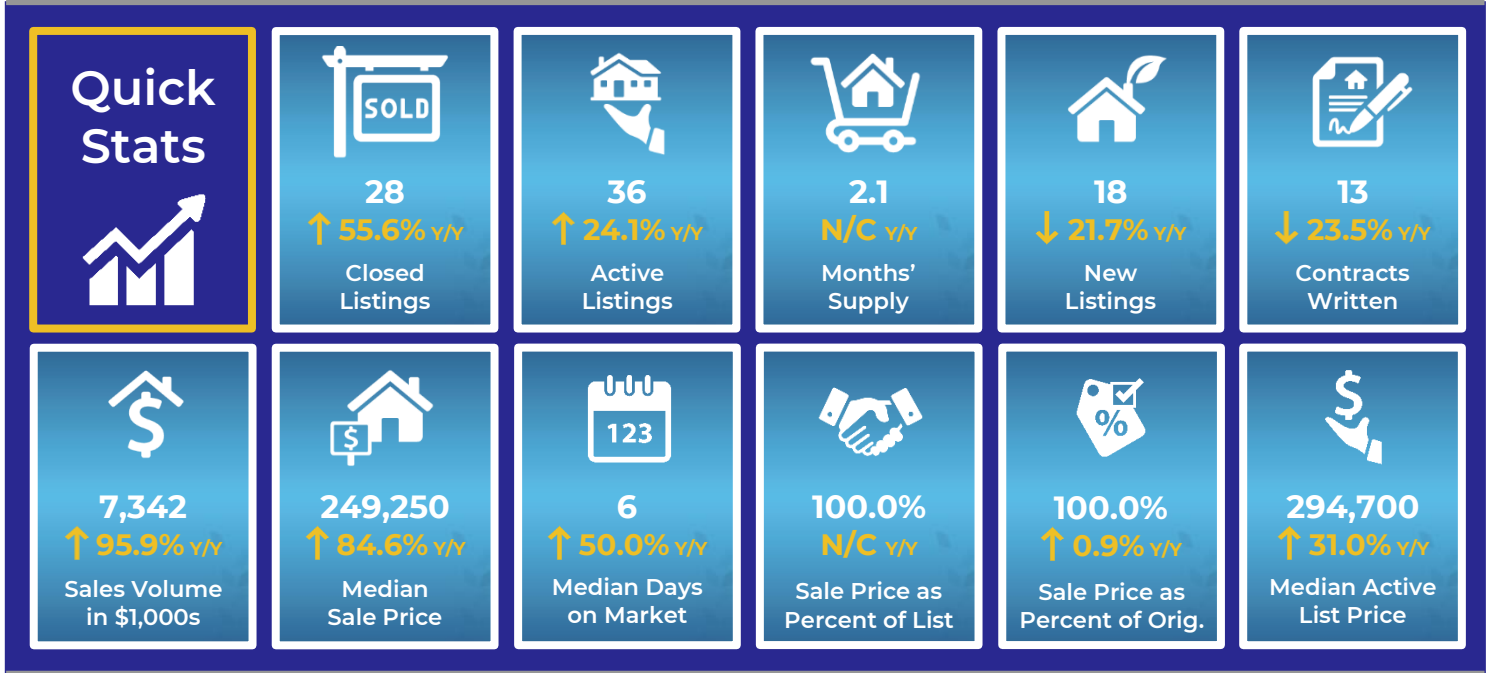 Quick
Stats
SOLD
28
↑ 55.6% Y/Y
Closed
Listings
36
↑ 24.1% Y/Y
Active
Listings
2.1
N/C Y/Y
Months’
Supply
18
↓ 21.7% Y/Y
New
Listings
13
↓ 23.5% Y/Y
Contracts
Written
$
7,342
↑ 95.9% Y/Y
Sales Volume
in $1,000s
$
249,250
↑ 84.6% Y/Y
Median
Sale Price
123
6
↑ 50.0% Y/Y
Median Days
on Market
100.0%
N/C Y/Y
Sale Price as
Percent of List
%
100.0%
↑ 0.9% Y/Y
Sale Price as
Percent of Orig.
$
294,700
↑ 31.0% Y/Y
Median Active
List Price